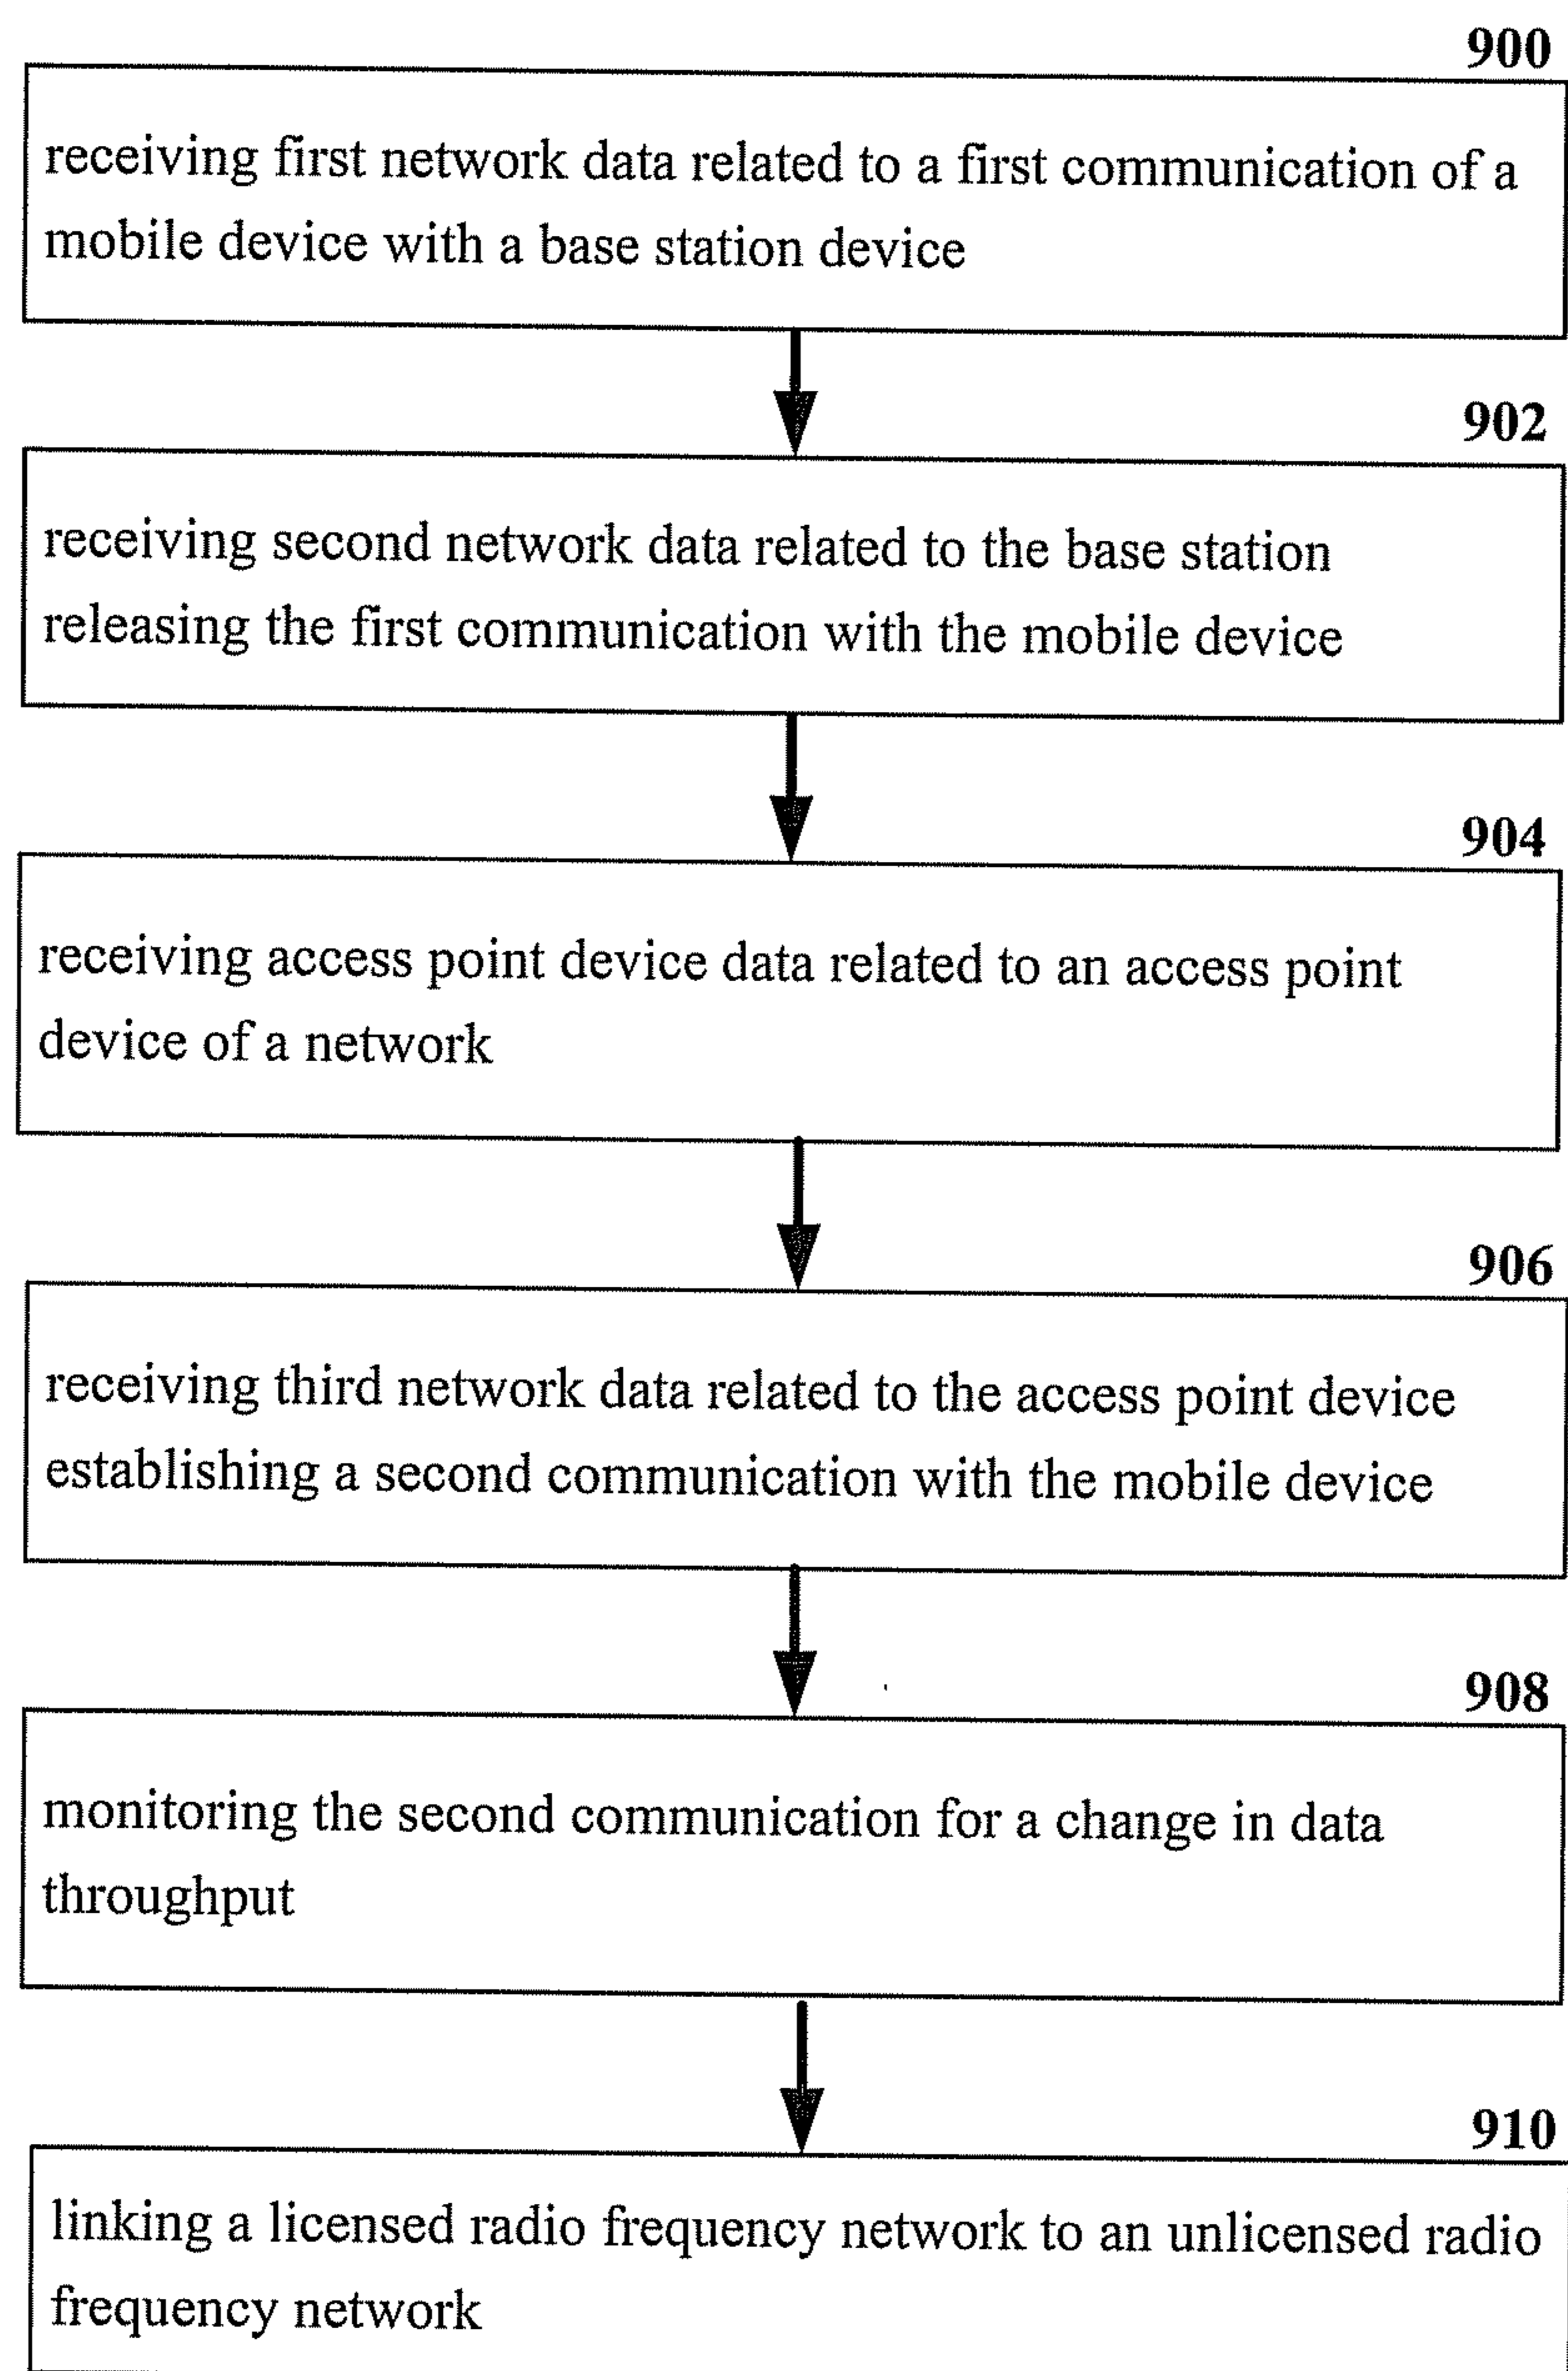 900
receiving first network data related to a first communication of a
mobile device with a base station device
902
receiving second network data related to the base station
releasing the first communication with the mobile device
904
receiving access point device data related to an access point
device of a network
906
receiving third network data related to the access point device
establishing a second communication with the mobile device
908
monitoring the second communication for a change in data
throughput
910
linking a licensed radio frequency network to an unlicensed radio
frequency network